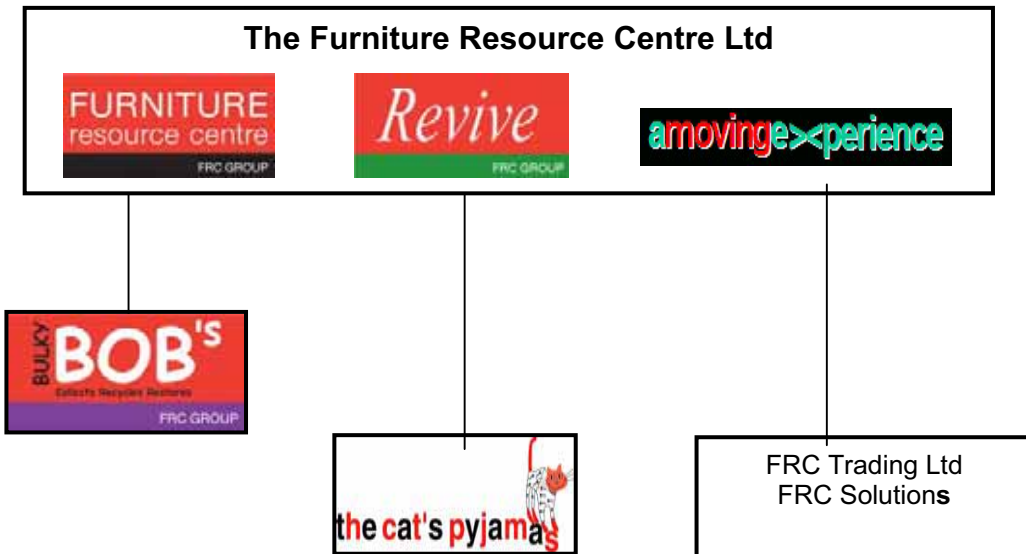 The Furniture Resource Centre Ltd
FURNITURE
resource centre
FRC GROUP
Revive
FRC GROUP
amovinge><perience
BULKY
BOB's
Collects Recycles Restores
FRC GROUP
the cat's pyjamas
FRC Trading Ltd
FRC Solutions